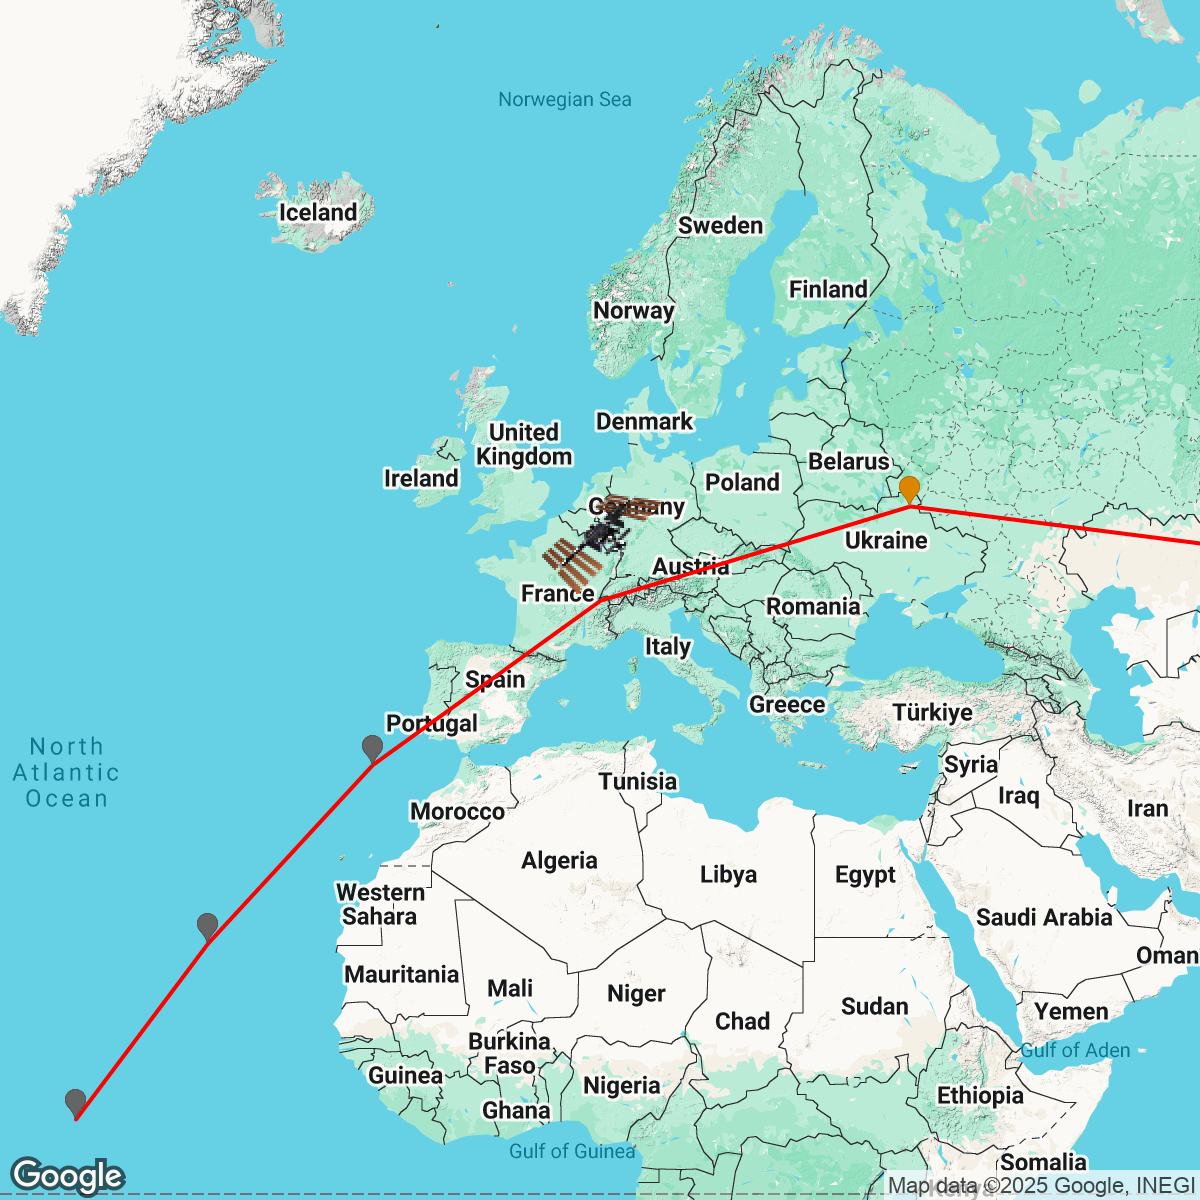 Norwegian Sea
Iceland
Sweden
Finland
Norway
Denmark
United
Kingdom
Ireland
Belarus
Poland
Germany
Ukraine
Austria
France
Romania
Italy
Spain
Greece
Türkiye
Portugal
North
Atlantic
Ocean
Syria
Tunisia
Iraq
Iran
Morocco
Algeria
Libya
Egypt
Western
Sahara
Saudi Arabia
Oman
Mauritania
Mali
Niger
Sudan
Chad
Yemen
Burkina
Faso
Gulf of Aden
Guinea
Nigeria
Ethiopia
Ghana
Gulf of Guinea
Somalia
Kenya
Google
Map data ©2025 Google, INEGI